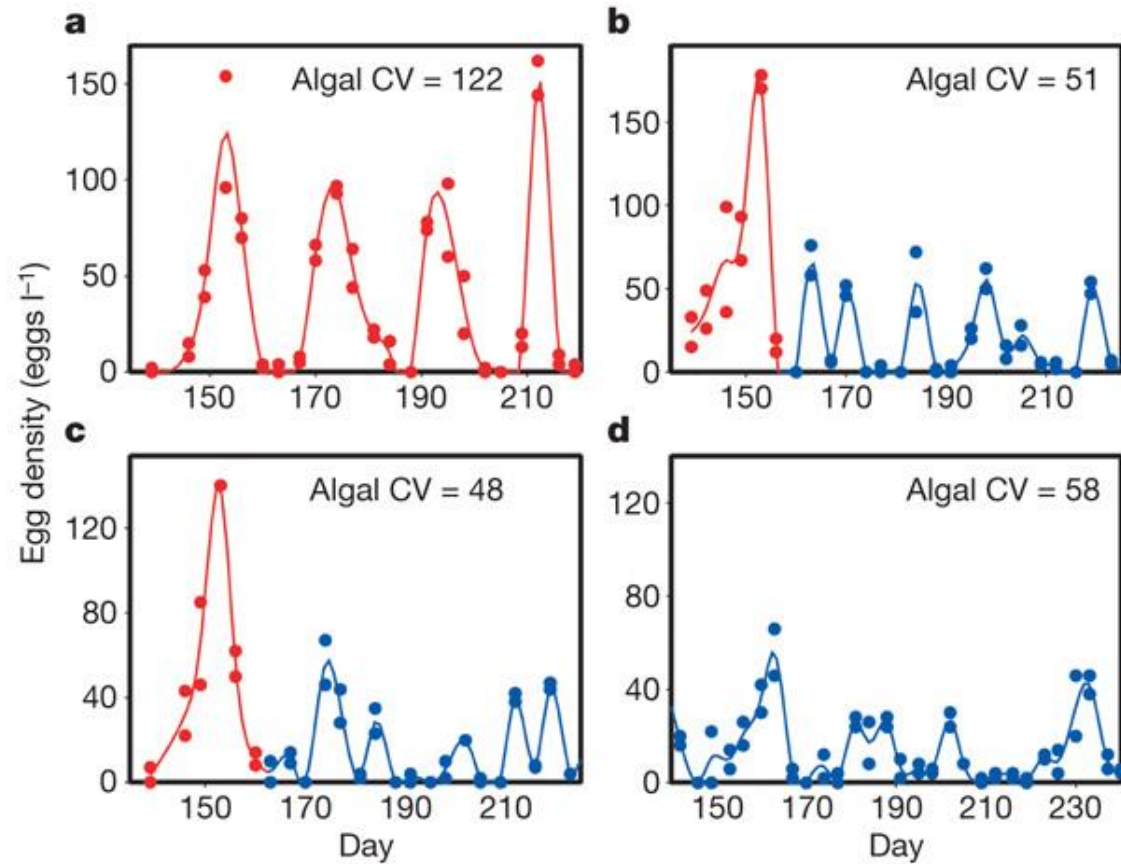 a
Algal CV = 122
150
100
50
0
150 170 190 210
b
Algal CV = 51
150
100
50
0
150 170 190 210
Egg density (eggs l⁻¹)
c
Algal CV = 48
120
80
40
0
150 170 190 210
Day
d
Algal CV = 58
120
80
40
0
150 170 190 210 230
Day